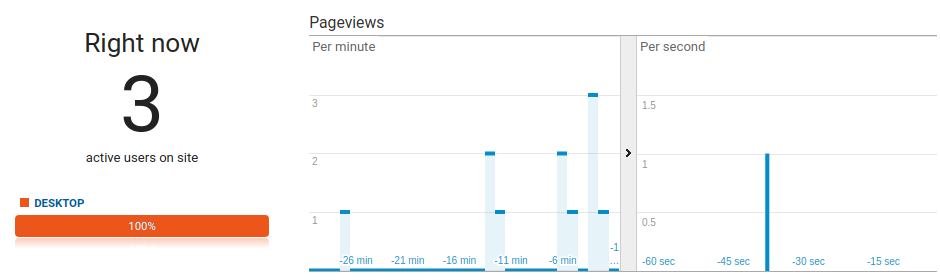 Right now
3
active users on site
DESKTOP
100%
Pageviews
Per minute
3
2
1
-26 min
-21 min
-16 min
-11 min
-6 min
-1
...
Per second
1.5
1
0.5
-60 sec
-45 sec
-30 sec
-15 sec